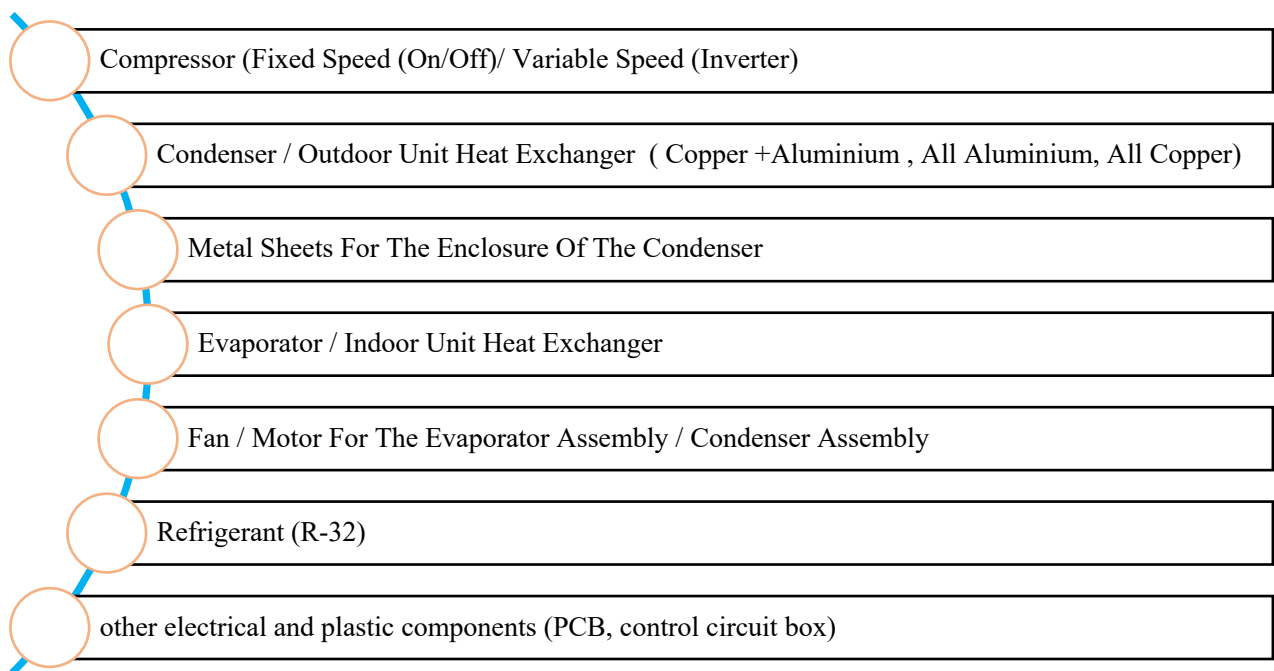 Compressor (Fixed Speed (On/Off)/ Variable Speed (Inverter)
Condenser / Outdoor Unit Heat Exchanger ( Copper +Aluminium , All Aluminium, All Copper)
Metal Sheets For The Enclosure Of The Condenser
Evaporator / Indoor Unit Heat Exchanger
Fan / Motor For The Evaporator Assembly / Condenser Assembly
Refrigerant (R-32)
other electrical and plastic components (PCB, control circuit box)